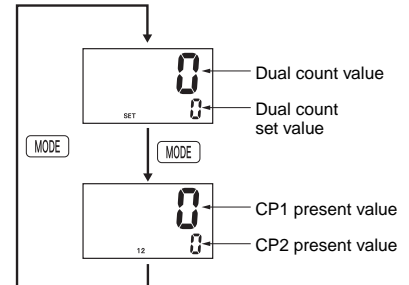 0
Dual count value
SET
0
Dual count
set value
MODE
MODE
0
CP1 present value
12
0
CP2 present value